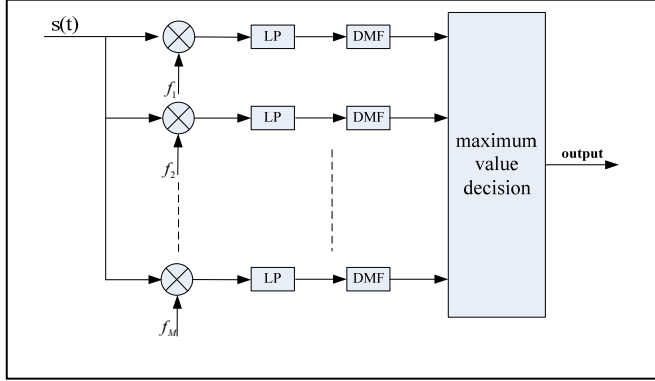 s(t)
LP
DMF
f1
LP
DMF
f2
maximum
value
decision
output
LP
DMF
fM